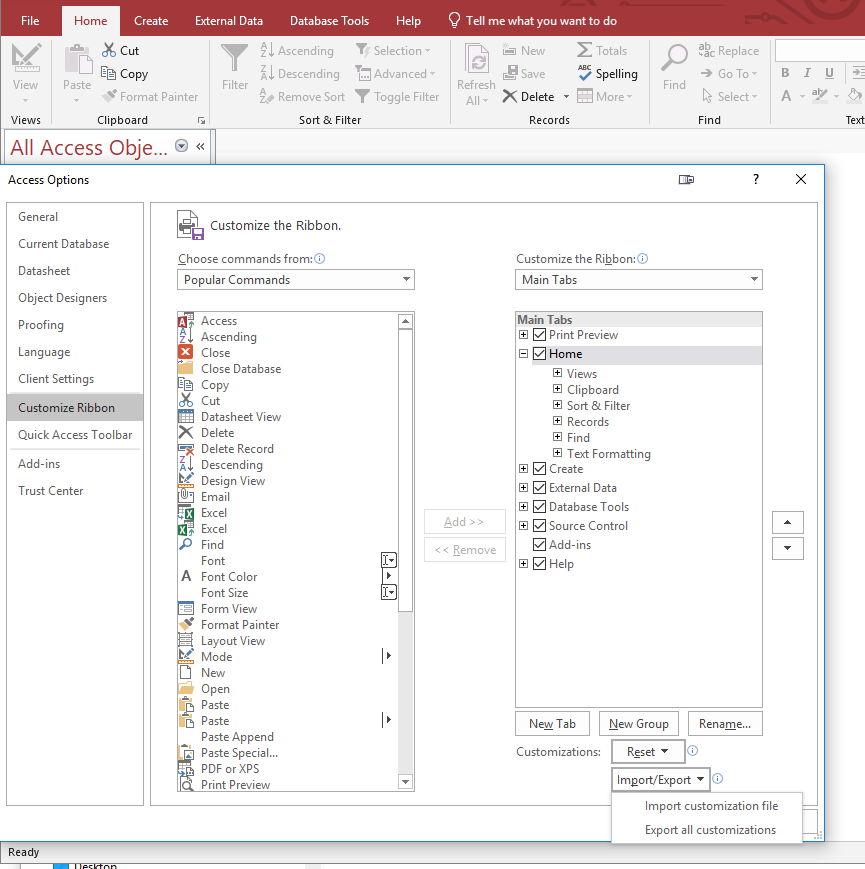 File Home Create External Data Database Tools Help Tell me what you want to do
View
Views
Paste
Cut
Copy
Format Painter
Clipboard
Filter
Ascending
Descending
Remove Sort
Selection
Advanced
Toggle Filter
Sort & Filter
Refresh
All
New
Save
Delete
Totals
Spelling
More
Records
Find
Replace
Go To
Select
Find
B I U
A
Text
All Access Obje... «
Access Options ?
General
Current Database
Datasheet
Object Designers
Proofing
Language
Client Settings
Customize Ribbon
Quick Access Toolbar
Add-ins
Trust Center
Customize the Ribbon.
Choose commands from:
Popular Commands
Access
Ascending
Close
Close Database
Copy
Cut
Datasheet View
Delete
Delete Record
Descending
Design View
Email
Excel
Excel
Find
Font
Font Color
Font Size
Form View
Format Painter
Layout View
Mode
New
Open
Paste
Paste
Paste Append
Paste Special...
PDF or XPS
Print Preview
Add >>
<< Remove
Customize the Ribbon:
Main Tabs
Main Tabs
Print Preview
Home
Views
Clipboard
Sort & Filter
Records
Find
Text Formatting
Create
External Data
Database Tools
Source Control
Add-ins
Help
New Tab New Group Rename...
Customizations: Reset
Import/Export
Import customization file
Export all customizations
Ready
Desktop